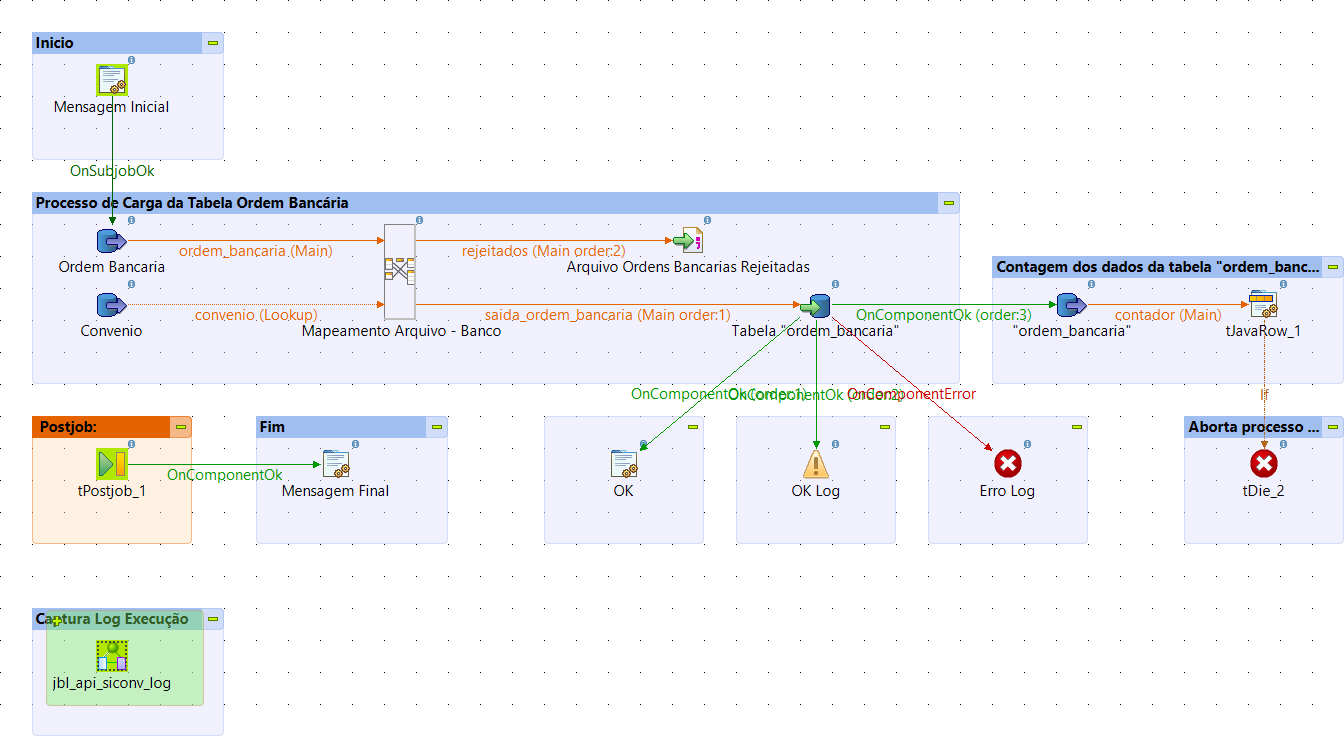 Inicio
Mensagem Inicial
OnSubjobOk
Processo de Carga da Tabela Ordem Bancária
ordem_bancaria (Main)
rejeitados (Main order:2)
Ordem Bancaria
Arquivo Ordens Bancarias Rejeitadas
Contagem dos dados da tabela "ordem_banc...
convenio (Lookup)
saida_ordem_bancaria (Main order:1)
OnComponentOk (order:3)
contador (Main)
Convenio
Mapeamento Arquivo - Banco
Tabela "ordem_bancaria"
"ordem_bancaria"
tJavaRow_1
OnComponentOk (order:1)
OnComponentOk (order:2)
OnComponentError
If
Postjob:
Fim
Aborta processo ...
OnComponentOk
tPostjob_1
Mensagem Final
OK
OK Log
Erro Log
tDie_2
Captura Log Execução
jbl_api_siconv_log